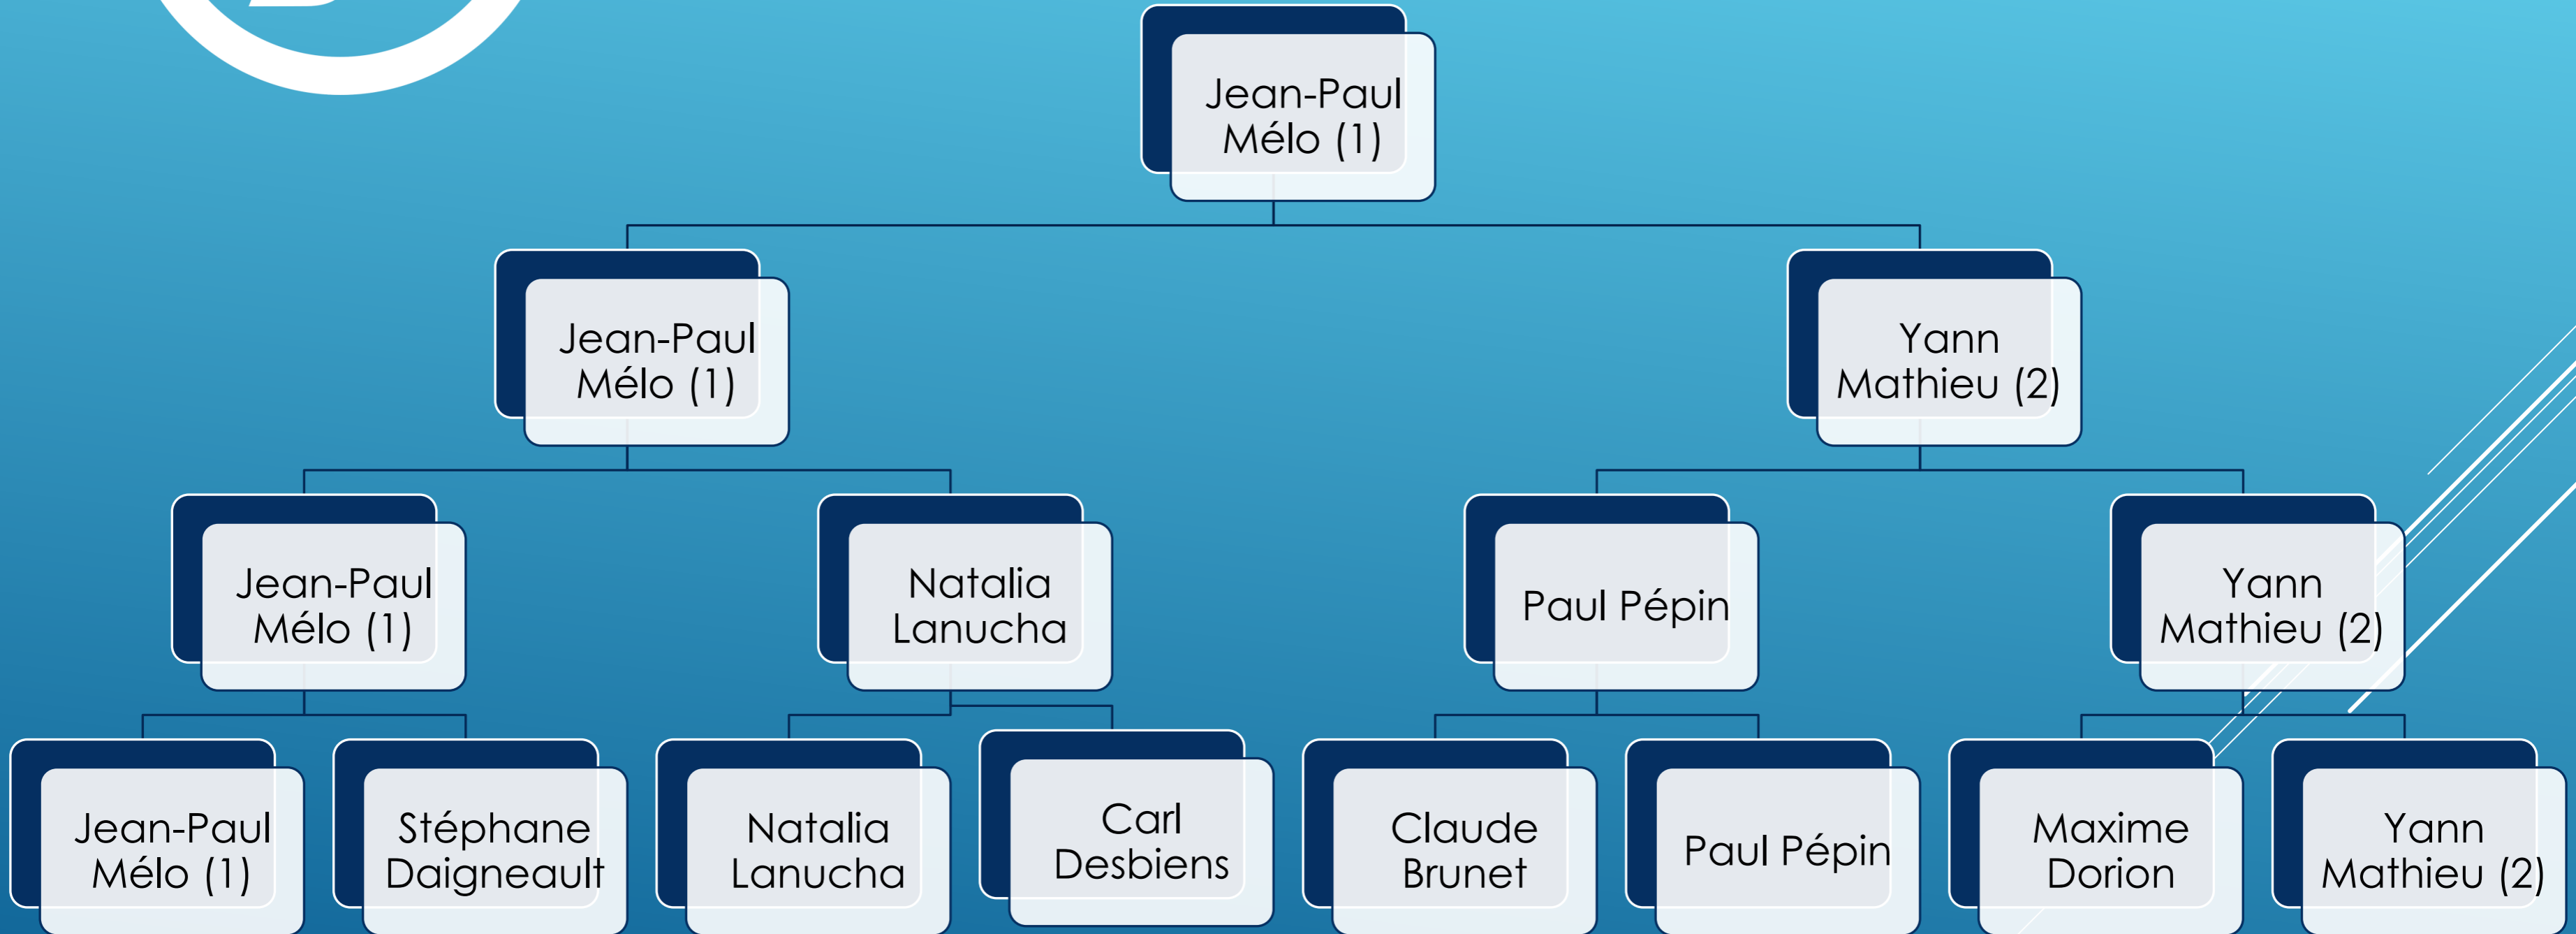 Jean-Paul
Mélo (1)
Jean-Paul
Mélo (1)
Yann
Mathieu (2)
Jean-Paul
Mélo (1)
Natalia
Lanucha
Paul Pépin
Yann
Mathieu (2)
Jean-Paul
Mélo (1)
Stéphane
Daigneault
Natalia
Lanucha
Carl
Desbiens
Claude
Brunet
Paul Pépin
Maxime
Dorion
Yann
Mathieu (2)